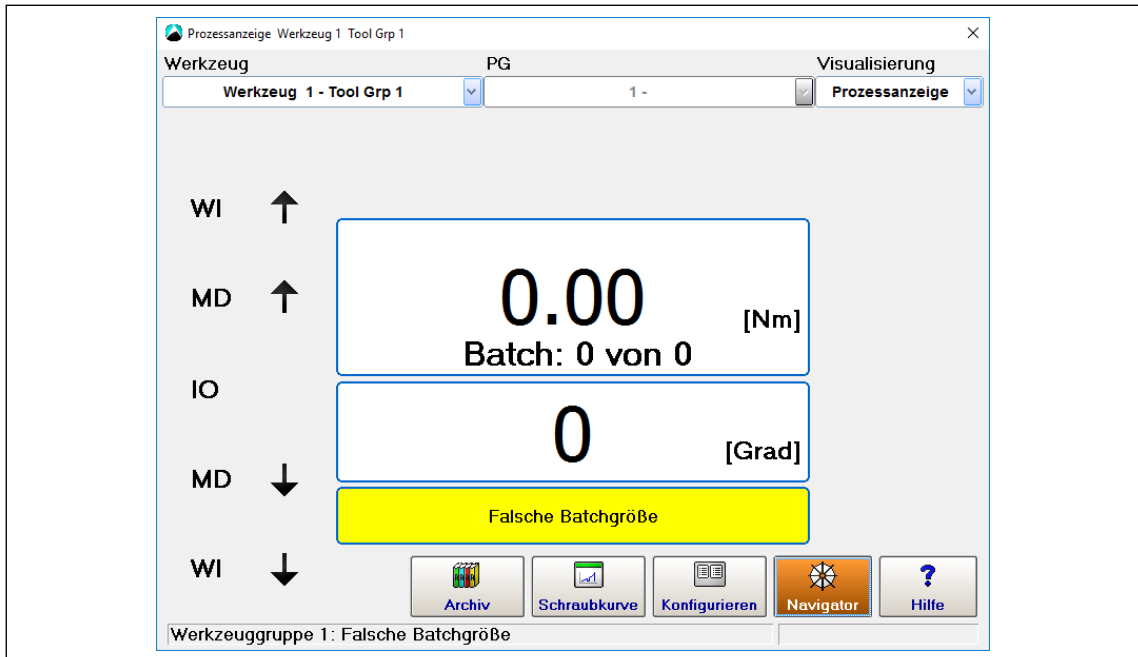 Prozessanzeige Werkzeug 1 Tool Grp 1
Werkzeug PG Visualisierung
Werkzeug 1 - Tool Grp 1 1 - Prozessanzeige
WI
MD
0.00 [Nm]
Batch: 0 von 0
IO
0 [Grad]
MD
Falsche Batchgröße
WI
Archiv Schraubkurve Konfigurieren Navigator Hilfe
Werkzeuggruppe 1: Falsche Batchgröße